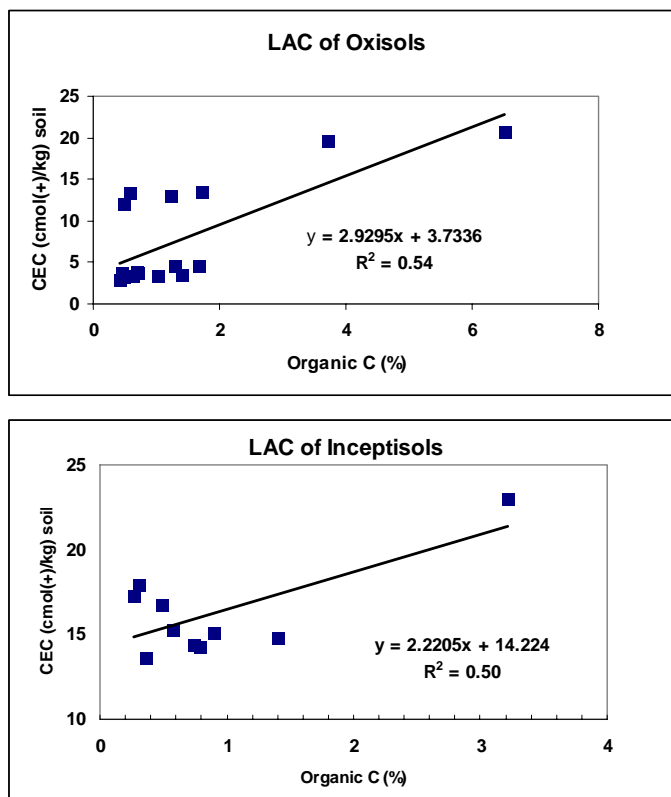 LAC of Oxisols
CEC (cmol(+)/kg) soil
25
20
15
10
5
0
0 2 4 6 8
y = 2.9295x + 3.7336
R² = 0.54
Organic C (%)
LAC of Inceptisols
CEC (cmol(+)/kg) soil
25
20
15
10
0 1 2 3 4
y = 2.2205x + 14.224
R² = 0.50
Organic C (%)